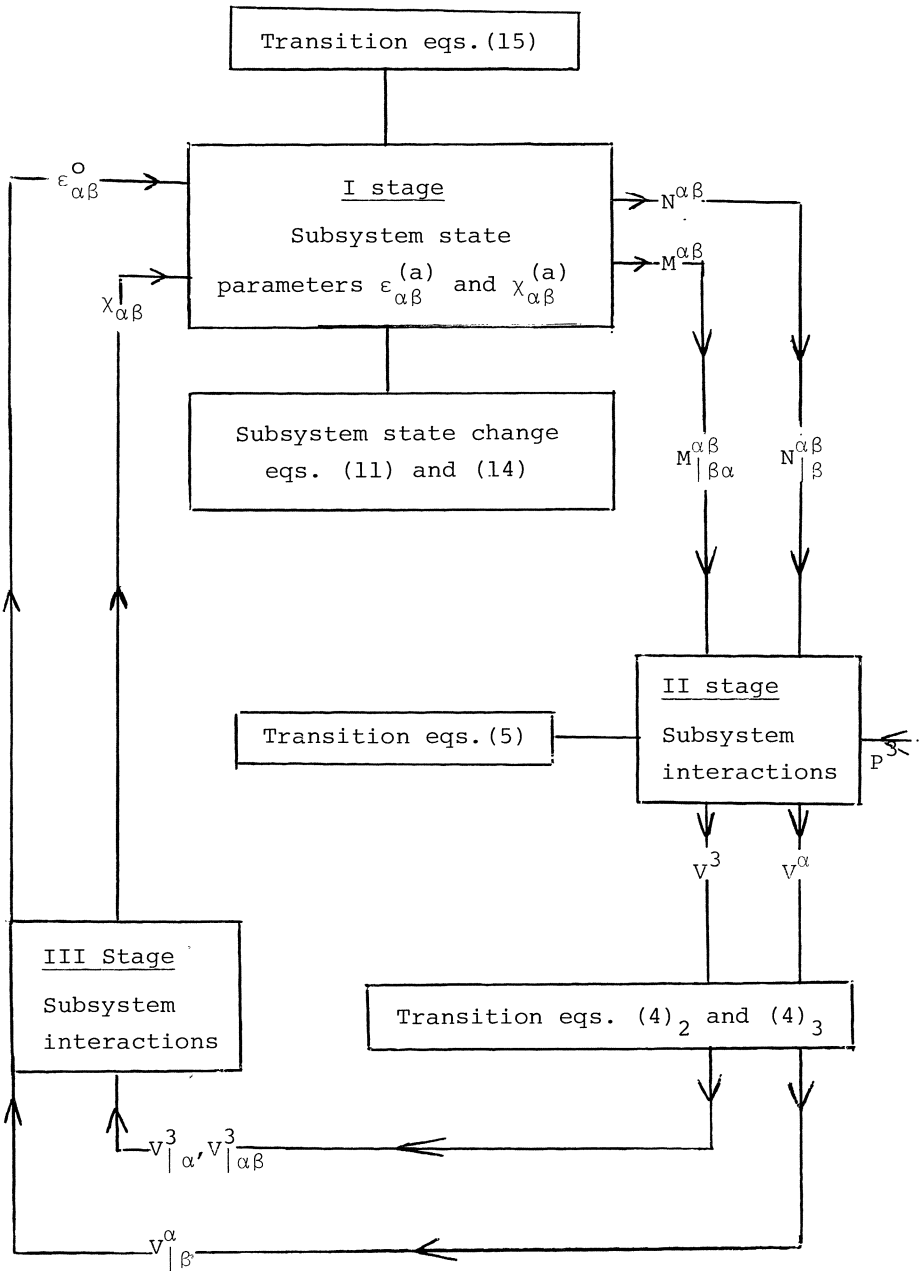 Transition eqs.(15)
ε°αβ
I stage
Subsystem state
parameters ε(a)αβ and χ(a)αβ
Nαβ
Mαβ
χαβ
Subsystem state change
eqs. (11) and (14)
Mαβ|βα
Nαβ|β
II stage
Subsystem
interactions
Transition eqs.(5)
P3
V3
Vα
III Stage
Subsystem
interactions
Transition eqs. (4)2 and (4)3
V3|α,V3|αβ
Vα|β